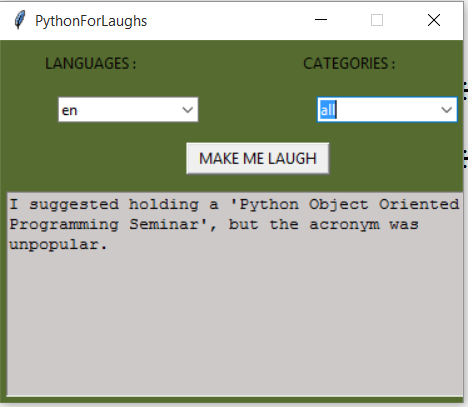 PythonForLaughs
LANGUAGES : CATEGORIES :
en all
MAKE ME LAUGH
I suggested holding a 'Python Object Oriented
Programming Seminar', but the acronym was
unpopular.